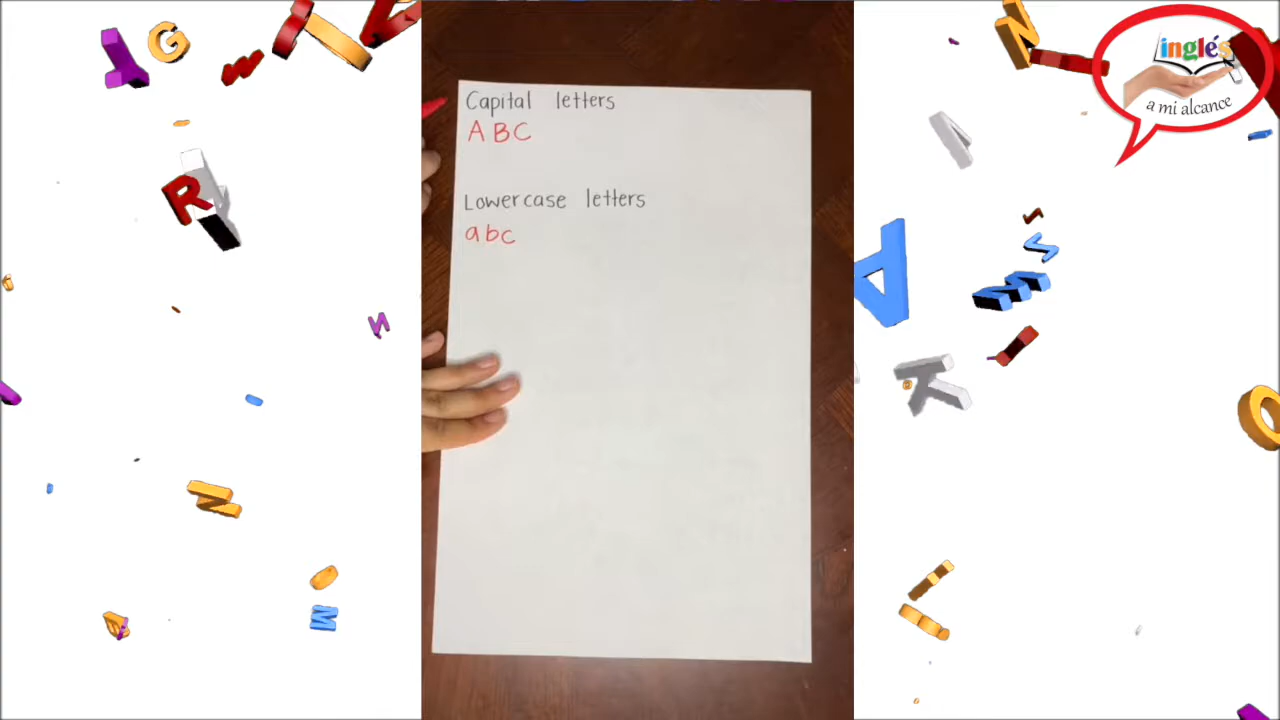 Capital letters
A B C
Lowercase letters
a b c
inglés
a mi alcance